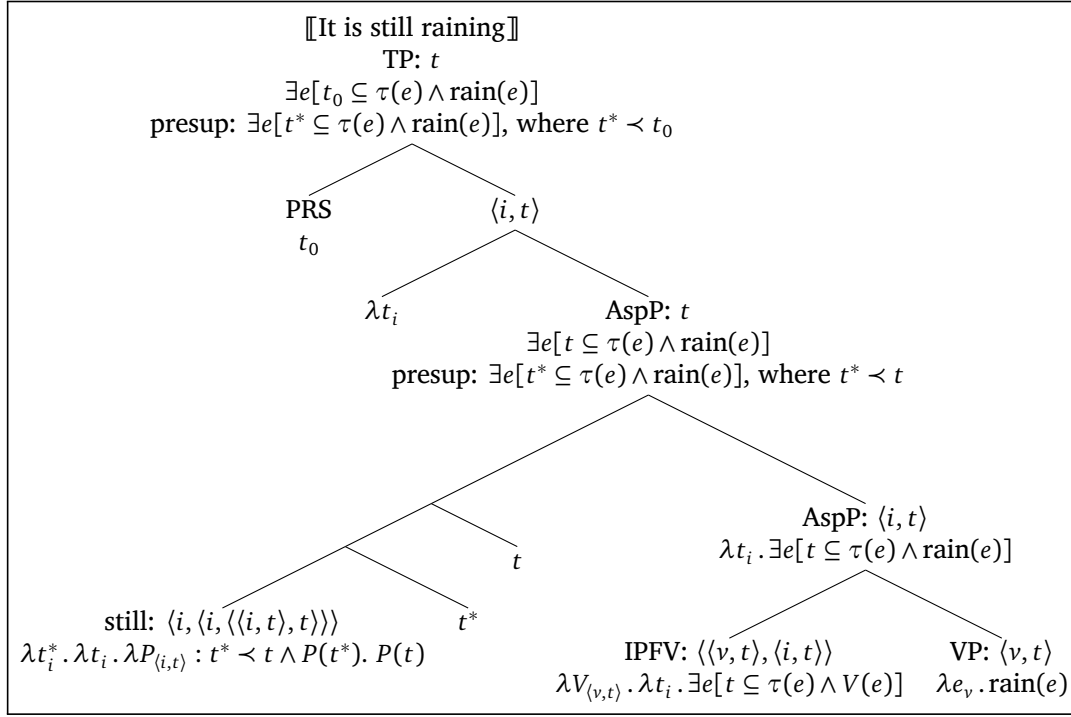 ⟦It is still raining⟧
TP: t
∃e[t₀ ⊆ τ(e) ∧ rain(e)]
presup: ∃e[t* ⊆ τ(e) ∧ rain(e)], where t* ≺ t₀
PRS
t₀
⟨i, t⟩
λtᵢ
AspP: t
∃e[t ⊆ τ(e) ∧ rain(e)]
presup: ∃e[t* ⊆ τ(e) ∧ rain(e)], where t* ≺ t
AspP: ⟨i, t⟩
λtᵢ . ∃e[t ⊆ τ(e) ∧ rain(e)]
t
still: ⟨i, ⟨i, ⟨⟨i, t⟩, t⟩⟩⟩
λt*ᵢ . λtᵢ . λP⟨i,t⟩ : t* ≺ t ∧ P(t*). P(t)
t*
IPFV: ⟨⟨v, t⟩, ⟨i, t⟩⟩
λV⟨v,t⟩ . λtᵢ . ∃e[t ⊆ τ(e) ∧ V(e)]
VP: ⟨v, t⟩
λeᵥ . rain(e)